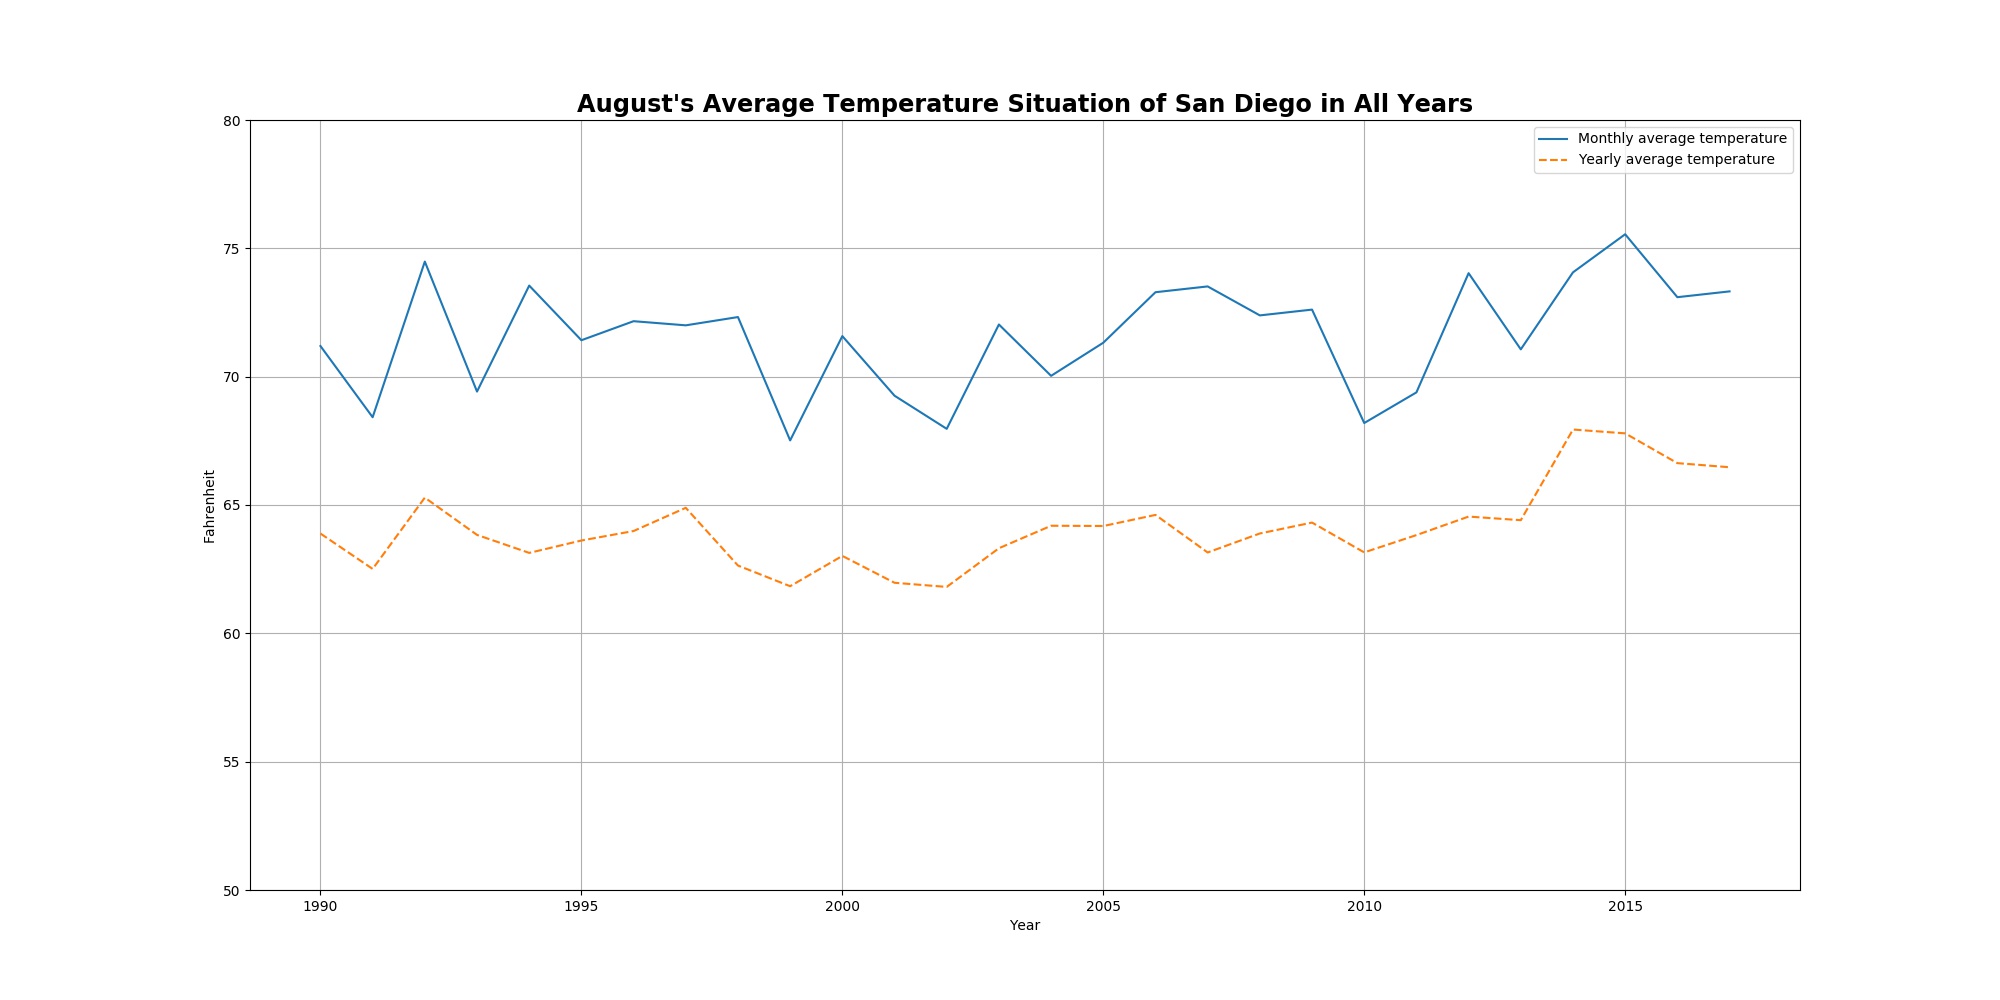 August's Average Temperature Situation of San Diego in All Years
Monthly average temperature
Yearly average temperature
80
75
70
65
60
55
50
Fahrenheit
1990 1995 2000 2005 2010 2015
Year